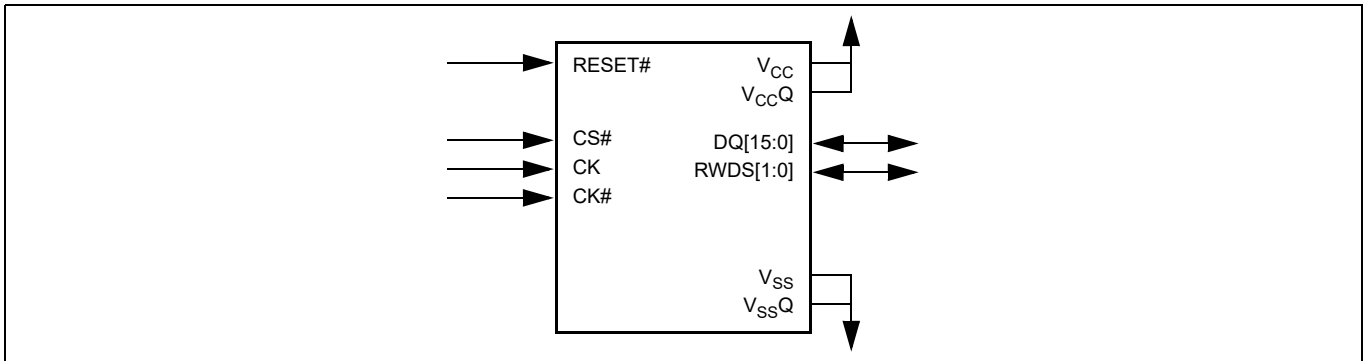 RESET#
CS#
CK
CK#
VCC
VCCQ
DQ[15:0]
RWDS[1:0]
VSS
VSSQ